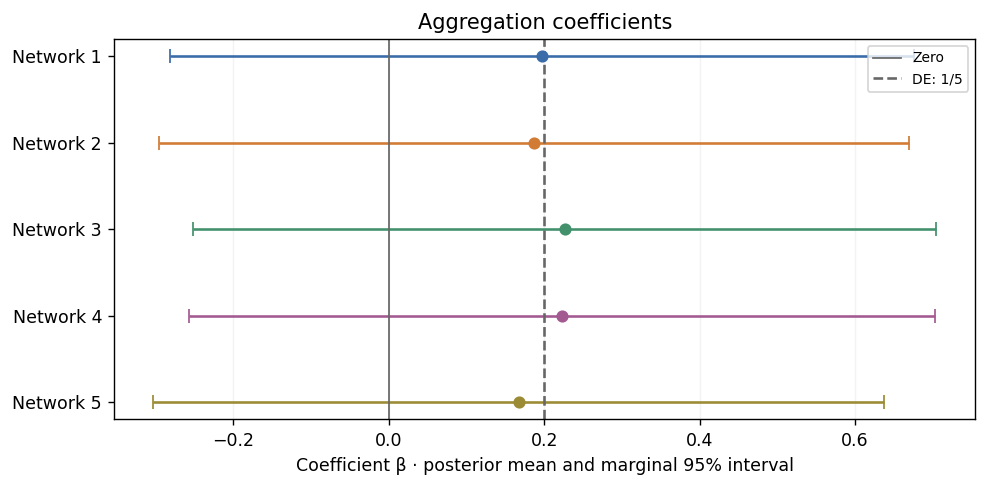 Aggregation coefficients
Network 1
Network 2
Network 3
Network 4
Network 5
Zero
DE: 1/5
−0.2
0.0
0.2
0.4
0.6
Coefficient β · posterior mean and marginal 95% interval